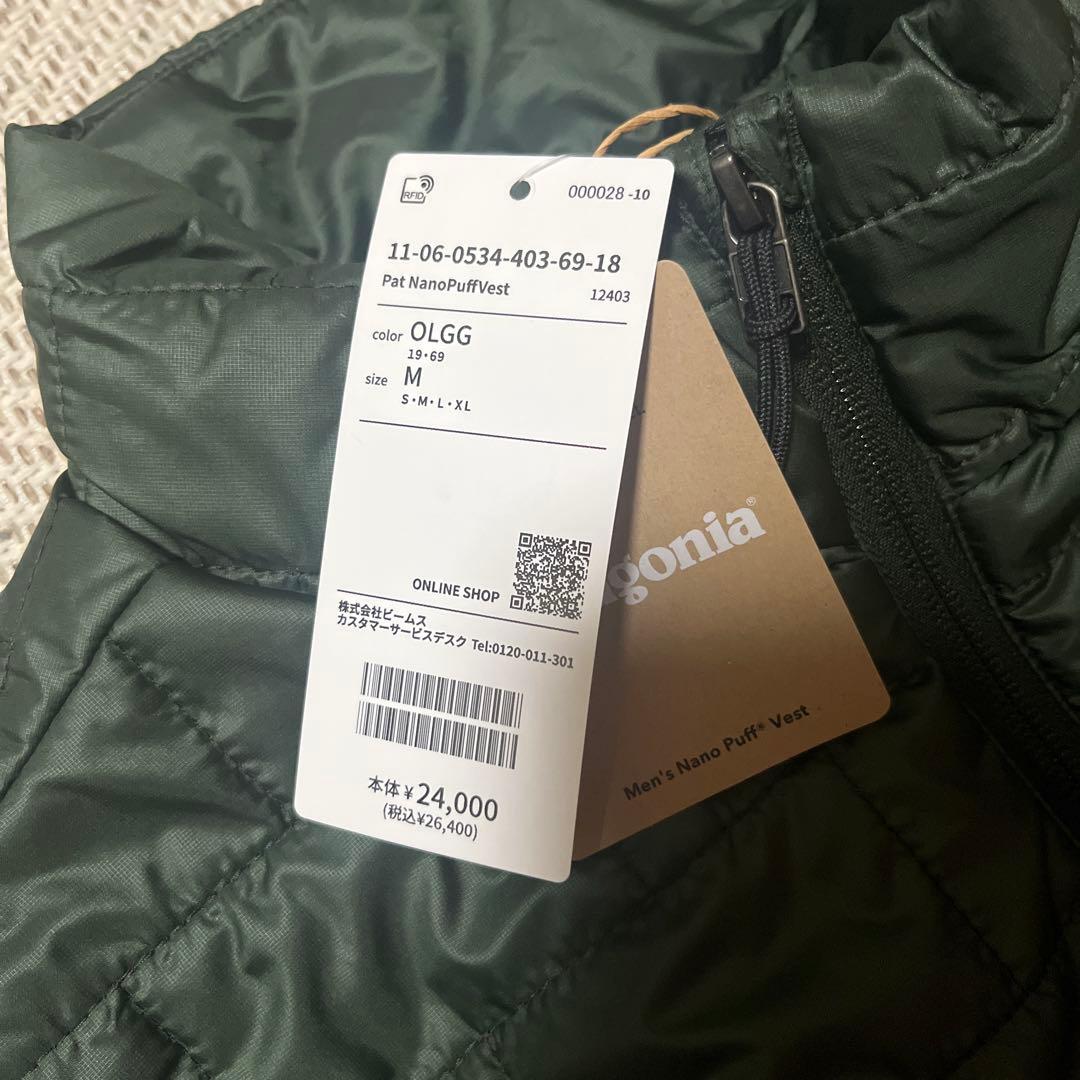 RFID
000028 -10
11-06-0534-403-69-18
Pat NanoPuffVest 12403
color OLGG
19・69
size M
S・M・L・XL
ONLINE SHOP
株式会社ビームス
カスタマーサービスデスク Tel:0120-011-301
本体¥24,000
(税込¥26,400)
gonia®
Men's Nano Puff® Vest